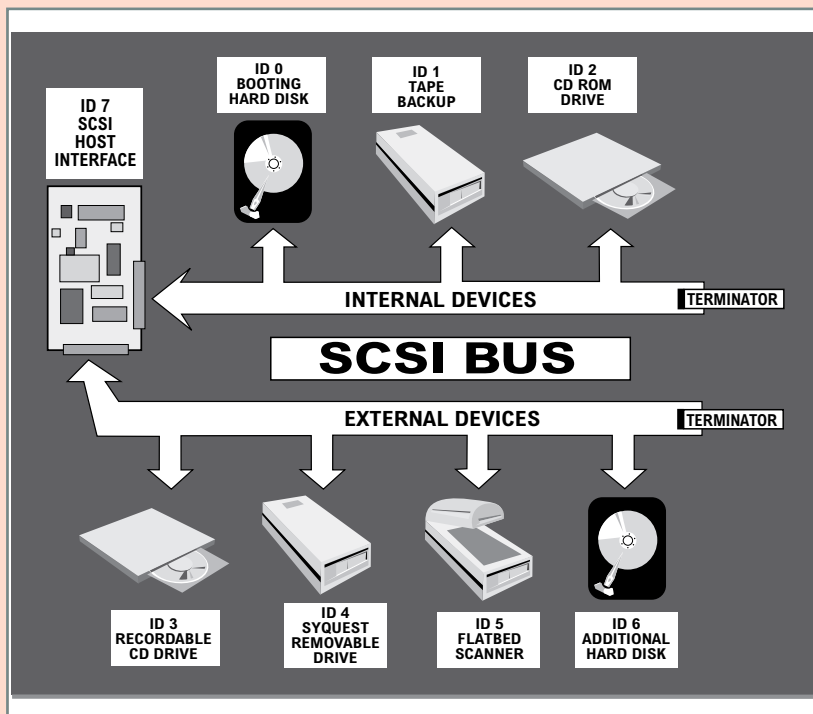 ID 0
BOOTING
HARD DISK
ID 1
TAPE
BACKUP
ID 2
CD ROM
DRIVE
ID 7
SCSI
HOST
INTERFACE
INTERNAL DEVICES
TERMINATOR
SCSI BUS
EXTERNAL DEVICES
TERMINATOR
ID 3
RECORDABLE
CD DRIVE
ID 4
SYQUEST
REMOVABLE
DRIVE
ID 5
FLATBED
SCANNER
ID 6
ADDITIONAL
HARD DISK